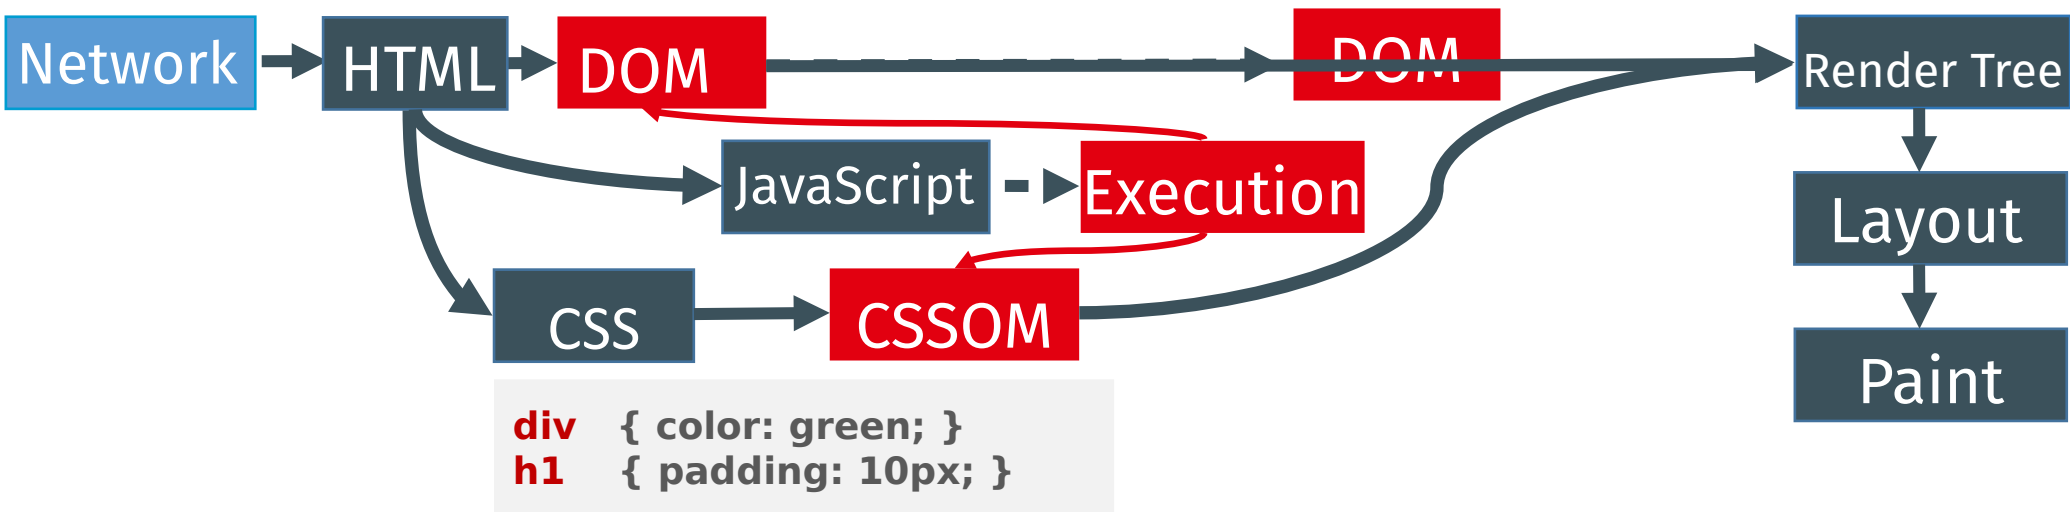 Network
HTML
DOM
DOM
Render Tree
JavaScript
Execution
Layout
CSS
CSSOM
Paint
div { color: green; }
h1 { padding: 10px; }